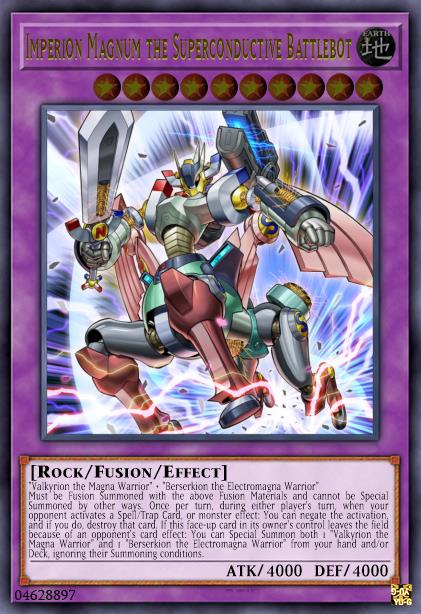 Imperion Magnum the Superconductive Battlebot
EARTH
地
N
[Rock/Fusion/Effect]
"Valkyrion the Magna Warrior" + "Berserkion the Electromagna Warrior"
Must be Fusion Summoned with the above Fusion Materials and cannot be Special
Summoned by other ways. Once per turn, during either player's turn, when your
opponent activates a Spell/Trap Card, or monster effect: You can negate the activation,
and if you do, destroy that card. If this face-up card in its owner's control leaves the field
because of an opponent's card effect: You can Special Summon both 1 "Valkyrion the
Magna Warrior" and 1 "Berserkion the Electromagna Warrior" from your hand and/or
Deck, ignoring their Summoning conditions.
ATK/4000 DEF/4000
04628897